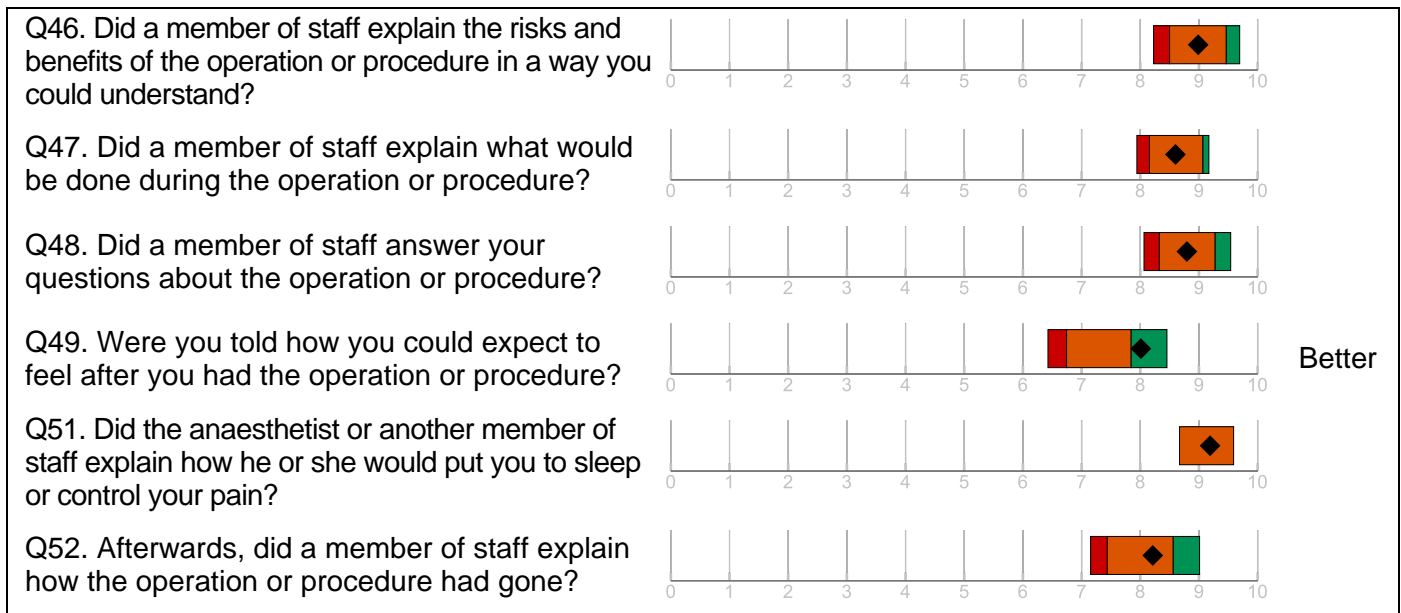 Q46. Did a member of staff explain the risks and
benefits of the operation or procedure in a way you
could understand?
0 1 2 3 4 5 6 7 8 9 10
Q47. Did a member of staff explain what would
be done during the operation or procedure?
0 1 2 3 4 5 6 7 8 9 10
Q48. Did a member of staff answer your
questions about the operation or procedure?
0 1 2 3 4 5 6 7 8 9 10
Q49. Were you told how you could expect to
feel after you had the operation or procedure?
0 1 2 3 4 5 6 7 8 9 10
Better
Q51. Did the anaesthetist or another member of
staff explain how he or she would put you to sleep
or control your pain?
0 1 2 3 4 5 6 7 8 9 10
Q52. Afterwards, did a member of staff explain
how the operation or procedure had gone?
0 1 2 3 4 5 6 7 8 9 10